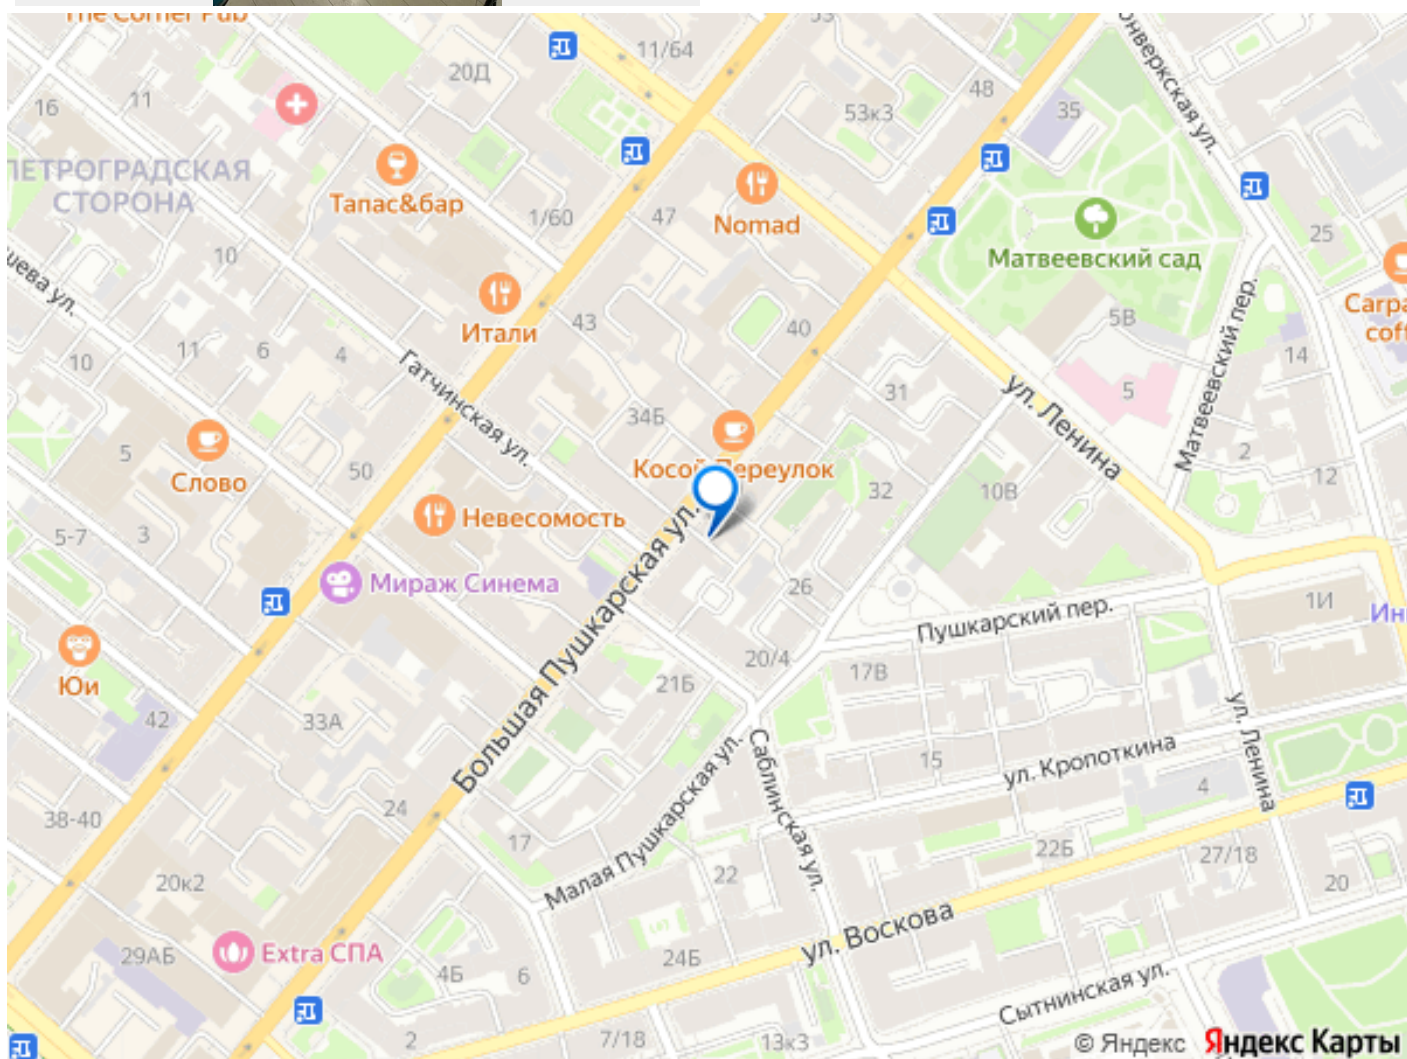 The Corner Pub
53
11/64
20Д
48
16
11
53к3
35
ПЕТРОГРАДСКАЯ
СТОРОНА
Тапас&бар
1/60
47
Nomad
Матвеевский сад
25
10
43
Итали
40
5В
Матвеевский пер.
10
11
6
4
Гатчинская ул.
14
34Б
31
5
ул. Ленина
2
12
5
Слово
50
Косой Переулок
32
10В
Невесомость
5-7
3
Мираж Синема
26
1И
Пушкарский пер.
Юи
Большая Пушкарская ул.
20/4
17В
21Б
42
33А
Малая Пушкарская ул.
Саблинская ул.
15
ул. Кропоткина
ул. Ленина
4
38-40
24
17
22Б
27/18
20к2
22
20
29АБ
Extra СПА
4Б
6
24Б
ул. Воскова
Сытнинская ул.
2
7/18
13к3
© Яндекс
Яндекс Карты